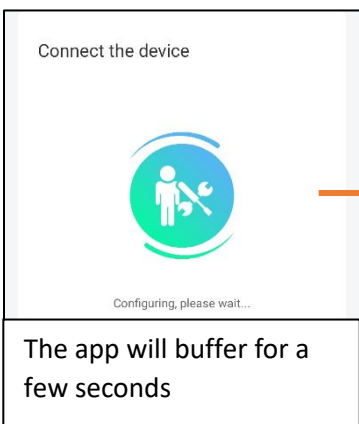 Connect the device
Configuring, please wait...
The app will buffer for a
few seconds